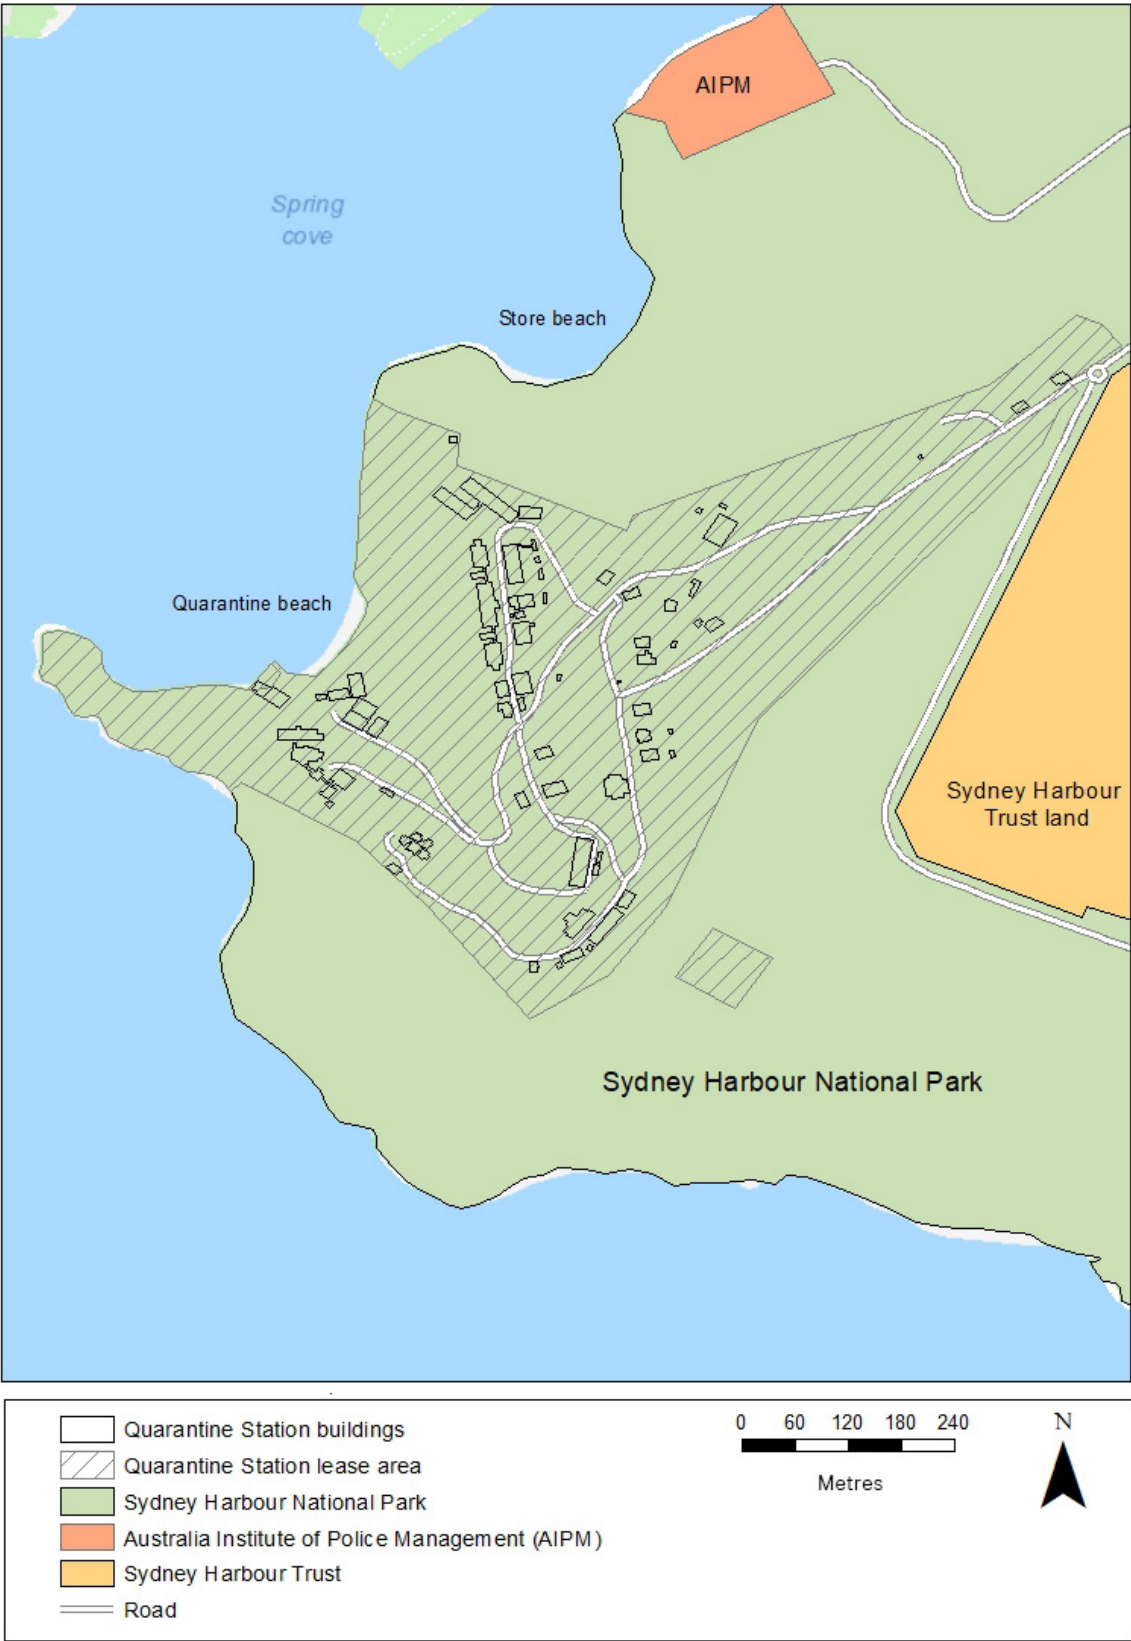 AIPM
Spring
cove
Store beach
Quarantine beach
Sydney Harbour
Trust land
Sydney Harbour National Park
Quarantine Station buildings
Quarantine Station lease area
Sydney Harbour National Park
Australia Institute of Police Management (AIPM)
Sydney Harbour Trust
Road
0 60 120 180 240
Metres
N